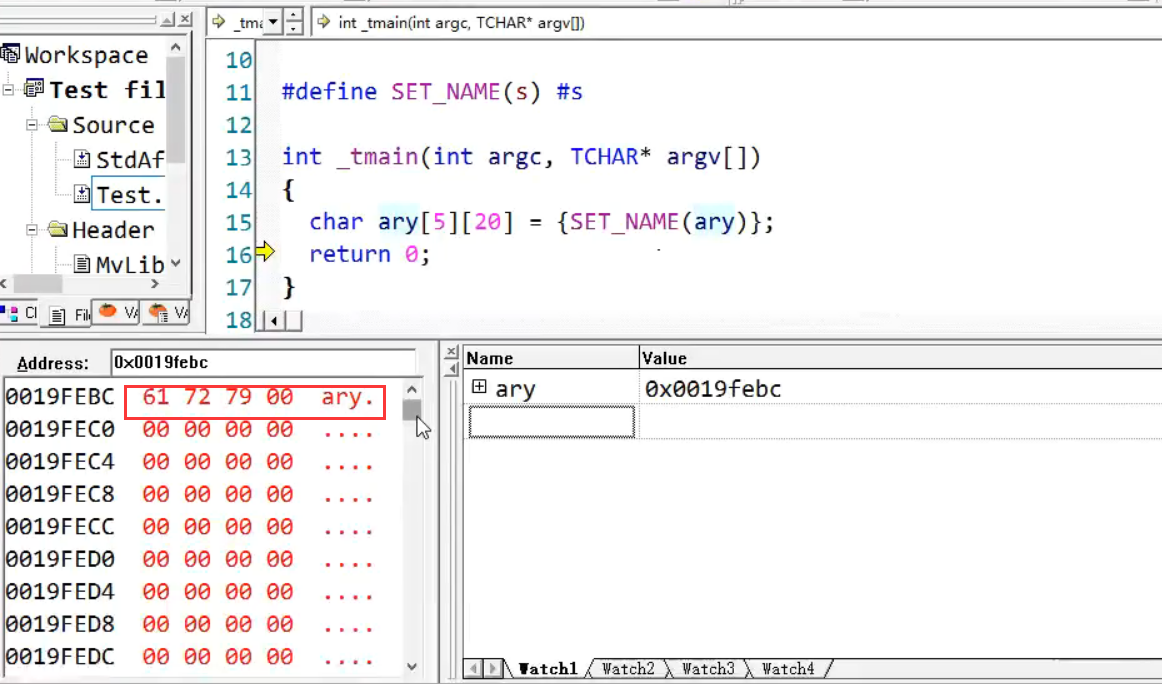 _tma
int _tmain(int argc, TCHAR* argv[])
Workspace
Test fil
Source
StdAf
Test.
Header
MvLib
Cl
File
VA
VA
10
11 #define SET_NAME(s) #s
12
13 int _tmain(int argc, TCHAR* argv[])
14 {
15 char ary[5][20] = {SET_NAME(ary)};
16 return 0;
17 }
18
Address: 0x0019febc
0019FEBC 61 72 79 00 ary.
0019FEC0 00 00 00 00 ....
0019FEC4 00 00 00 00 ....
0019FEC8 00 00 00 00 ....
0019FECC 00 00 00 00 ....
0019FED0 00 00 00 00 ....
0019FED4 00 00 00 00 ....
0019FED8 00 00 00 00 ....
0019FEDC 00 00 00 00 ....
Name Value
ary 0x0019febc
Watch1 Watch2 Watch3 Watch4